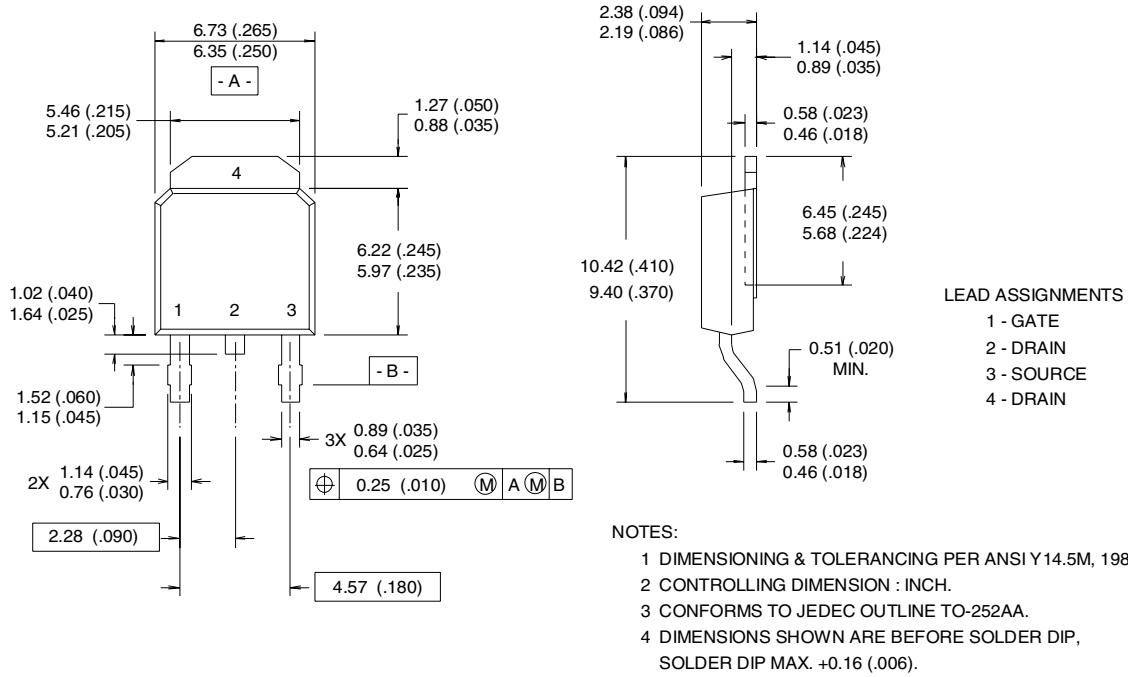 6.73 (.265)
6.35 (.250)
- A -
5.46 (.215)
5.21 (.205)
1.27 (.050)
0.88 (.035)
4
6.22 (.245)
5.97 (.235)
1.02 (.040)
1.64 (.025)
1 2 3
- B -
1.52 (.060)
1.15 (.045)
3X 0.89 (.035)
0.64 (.025)
2X 1.14 (.045)
0.76 (.030)
⌖ 0.25 (.010) Ⓜ A Ⓜ B
2.28 (.090)
4.57 (.180)
2.38 (.094)
2.19 (.086)
1.14 (.045)
0.89 (.035)
0.58 (.023)
0.46 (.018)
6.45 (.245)
5.68 (.224)
10.42 (.410)
9.40 (.370)
0.51 (.020)
MIN.
0.58 (.023)
0.46 (.018)
LEAD ASSIGNMENTS
1 - GATE
2 - DRAIN
3 - SOURCE
4 - DRAIN
NOTES:
1 DIMENSIONING & TOLERANCING PER ANSI Y14.5M, 198
2 CONTROLLING DIMENSION : INCH.
3 CONFORMS TO JEDEC OUTLINE TO-252AA.
4 DIMENSIONS SHOWN ARE BEFORE SOLDER DIP,
SOLDER DIP MAX. +0.16 (.006).